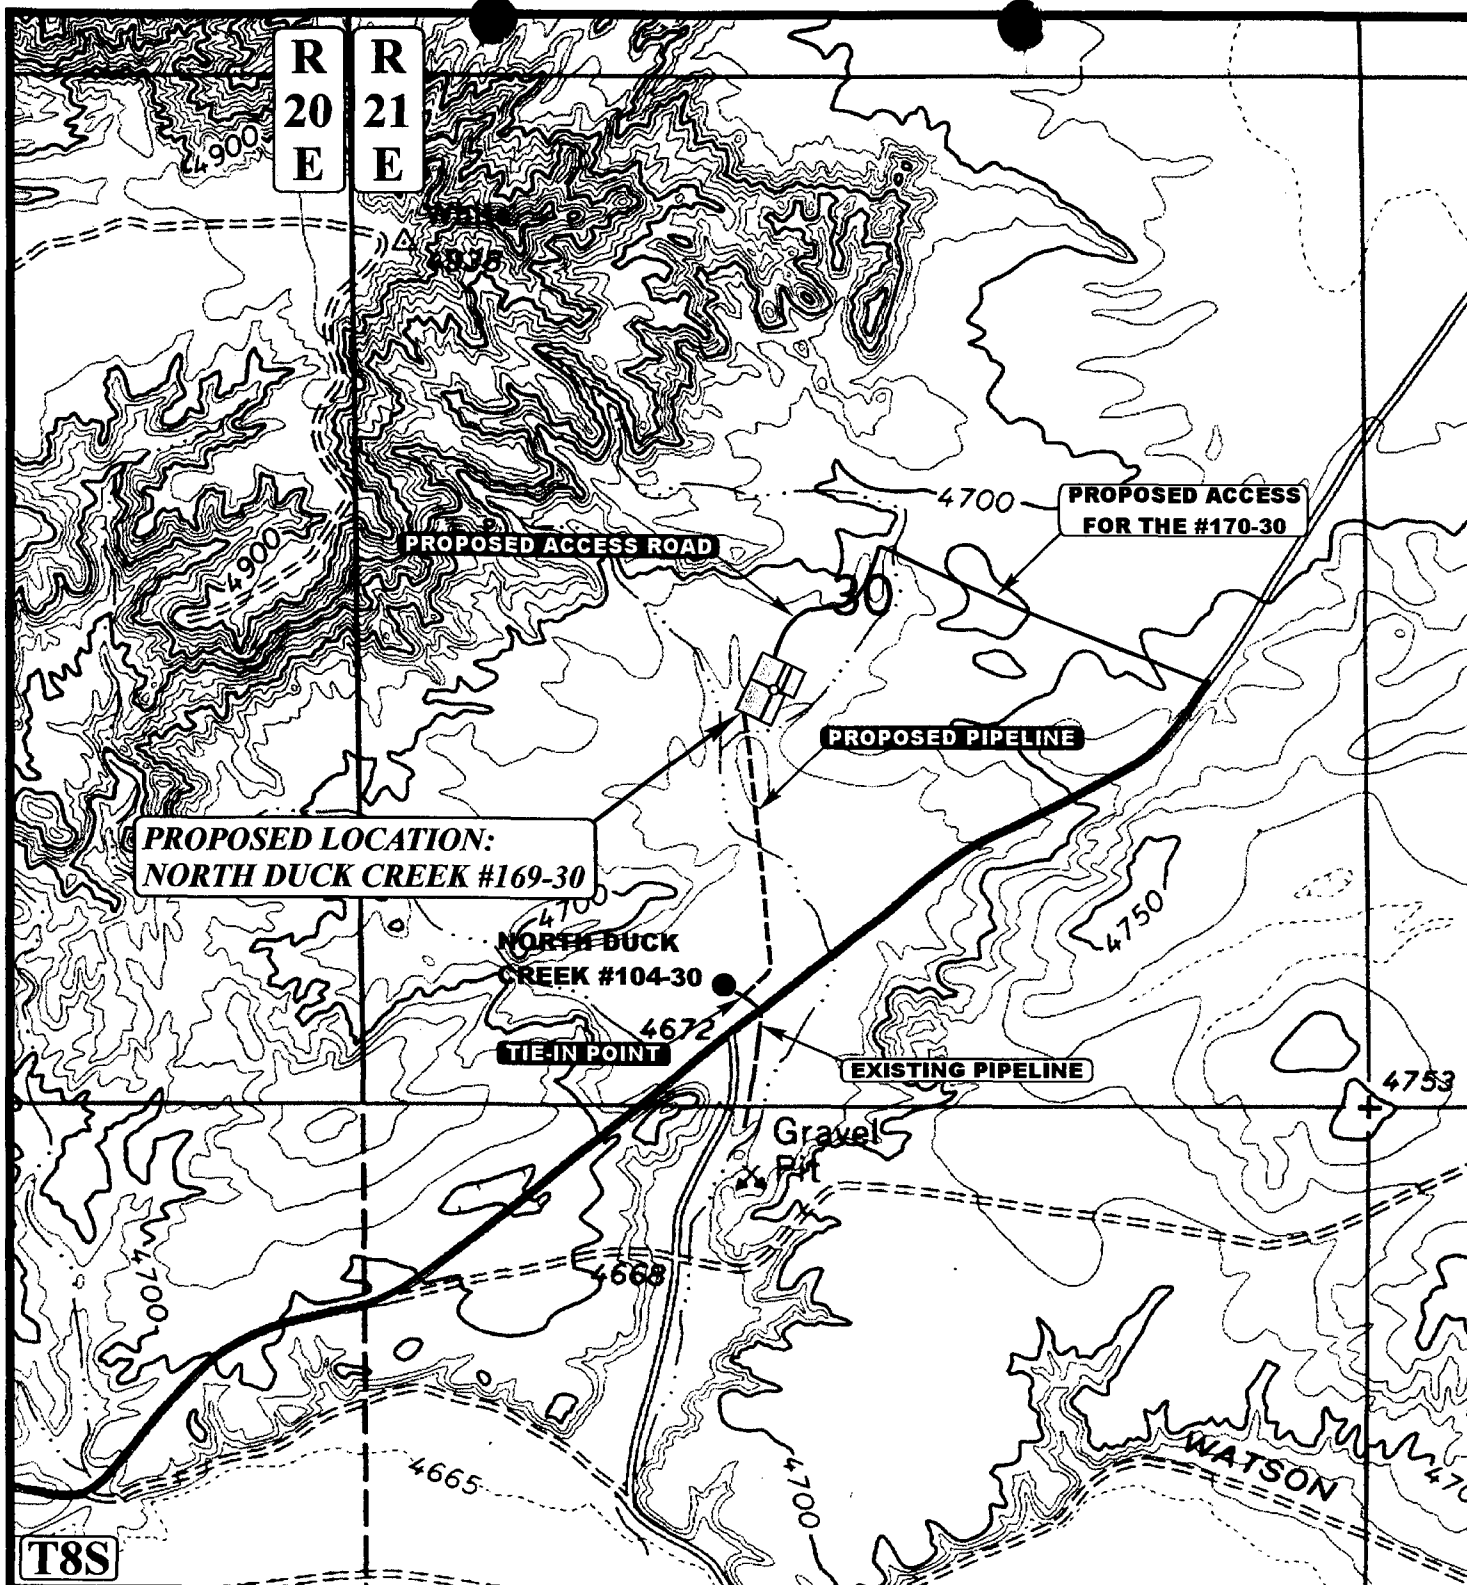 R
20
E
R
21
E
4900
4700
PROPOSED ACCESS
FOR THE #170-30
PROPOSED ACCESS ROAD
4900
30
PROPOSED PIPELINE
PROPOSED LOCATION:
NORTH DUCK CREEK #169-30
4700
4750
NORTH DUCK
CREEK #104-30
4672
TIE-IN POINT
EXISTING PIPELINE
4753
Gravel
Pit
4700
4668
4665
4700
WATSON
T8S